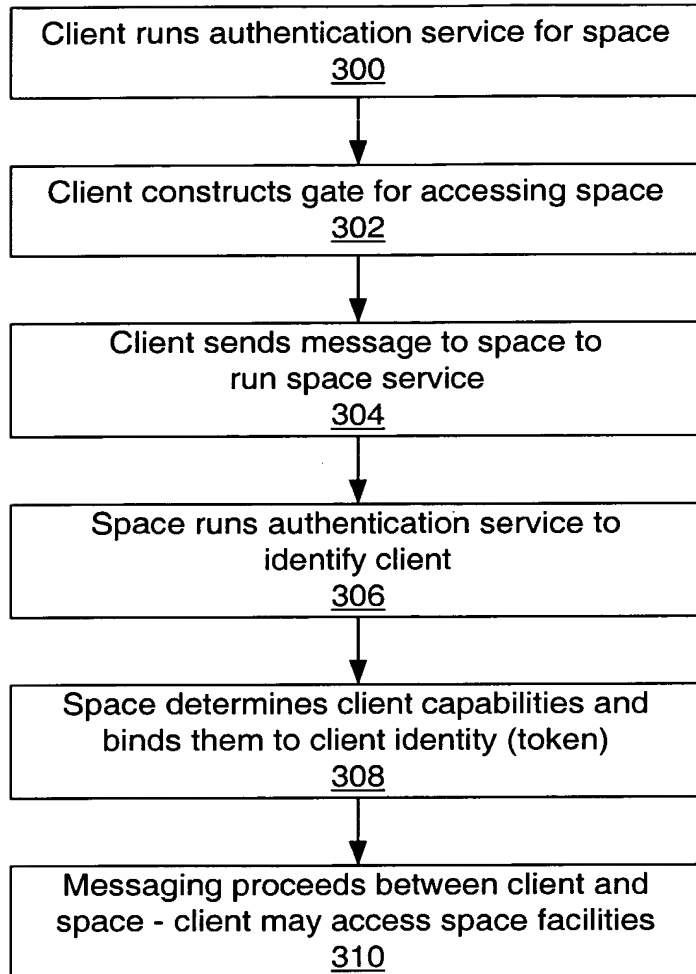 Client runs authentication service for space
300
Client constructs gate for accessing space
302
Client sends message to space to
run space service
304
Space runs authentication service to
identify client
306
Space determines client capabilities and
binds them to client identity (token)
308
Messaging proceeds between client and
space - client may access space facilities
310